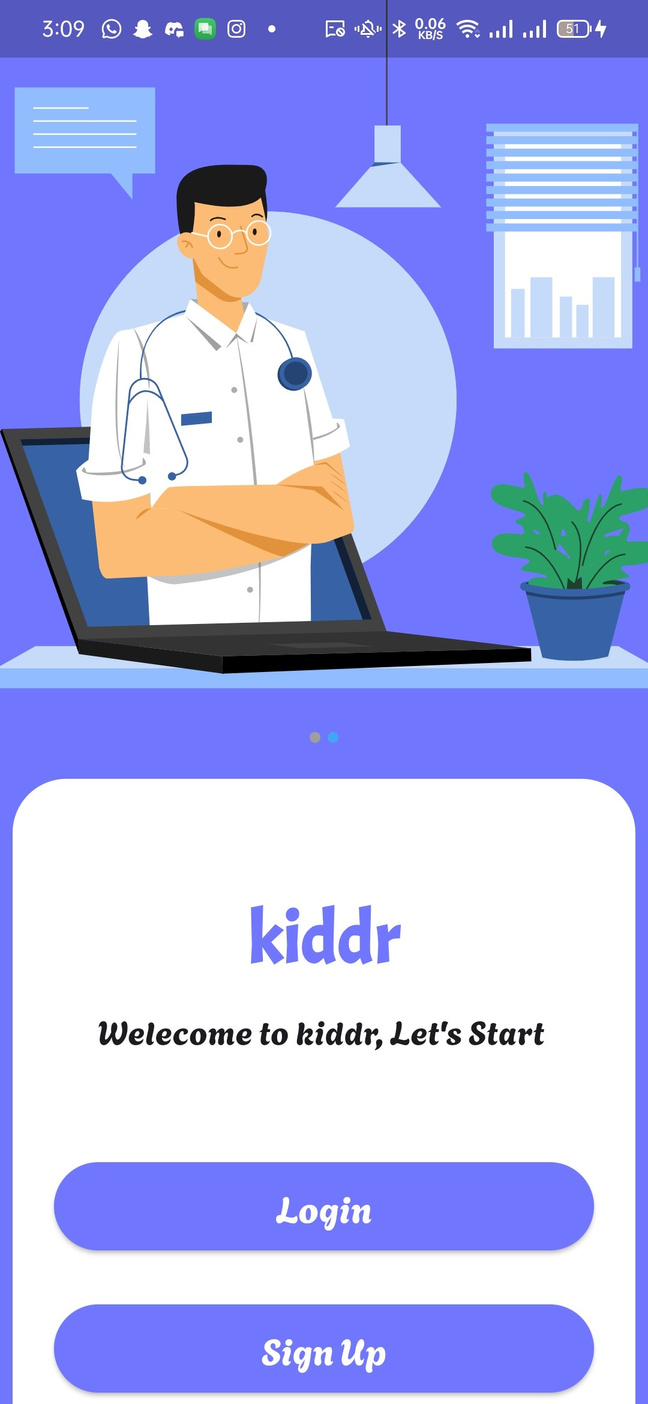 3:09
0.06
KB/S
51
kiddr
Welecome to kiddr, Let's Start
Login
Sign Up